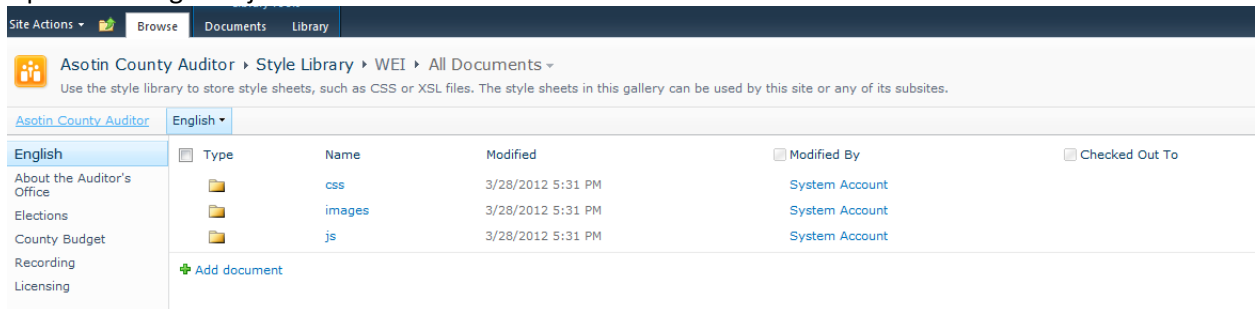 Site Actions Browse Documents Library
Asotin County Auditor Style Library WEI All Documents
Use the style library to store style sheets, such as CSS or XSL files. The style sheets in this gallery can be used by this site or any of its subsites.
Asotin County Auditor English
English
About the Auditor's
Office
Elections
County Budget
Recording
Licensing
Type Name Modified Modified By Checked Out To
css 3/28/2012 5:31 PM System Account
images 3/28/2012 5:31 PM System Account
js 3/28/2012 5:31 PM System Account
Add document